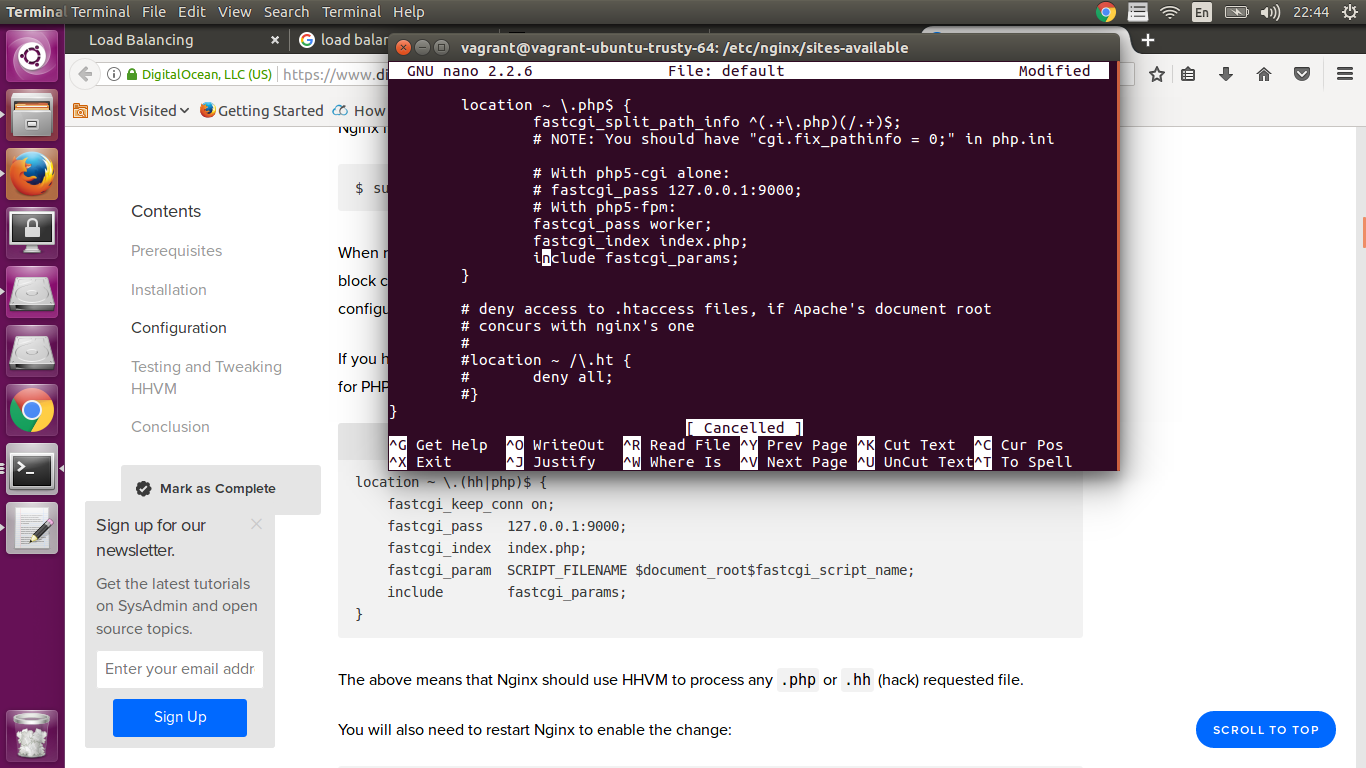 Terminal Terminal File Edit View Search Terminal Help
En
22:44
Load Balancing
load balan
vagrant@vagrant-ubuntu-trusty-64: /etc/nginx/sites-available
DigitalOcean, LLC (US)
https://www.di
Most Visited
Getting Started
How
GNU nano 2.2.6 File: default Modified
location ~ \.php$ {
fastcgi_split_path_info ^(.+\.php)(/.+)$;
# NOTE: You should have "cgi.fix_pathinfo = 0;" in php.ini
# With php5-cgi alone:
# fastcgi_pass 127.0.0.1:9000;
# With php5-fpm:
fastcgi_pass worker;
fastcgi_index index.php;
include fastcgi_params;
}
# deny access to .htaccess files, if Apache's document root
# concurs with nginx's one
#
#location ~ /\.ht {
# deny all;
#}
}
[ Cancelled ]
^G Get Help ^O WriteOut ^R Read File ^Y Prev Page ^K Cut Text ^C Cur Pos
^X Exit ^J Justify ^W Where Is ^V Next Page ^U UnCut Text ^T To Spell
Contents
Prerequisites
Installation
Configuration
Testing and Tweaking
HHVM
Conclusion
Mark as Complete
Sign up for our
newsletter.
Get the latest tutorials
on SysAdmin and open
source topics.
Enter your email addr
Sign Up
$ su
When
block c
configu
If you h
for PHP
location ~ \.(hh|php)$ {
fastcgi_keep_conn on;
fastcgi_pass 127.0.0.1:9000;
fastcgi_index index.php;
fastcgi_param SCRIPT_FILENAME $document_root$fastcgi_script_name;
include fastcgi_params;
}
The above means that Nginx should use HHVM to process any .php or .hh (hack) requested file.
You will also need to restart Nginx to enable the change:
SCROLL TO TOP